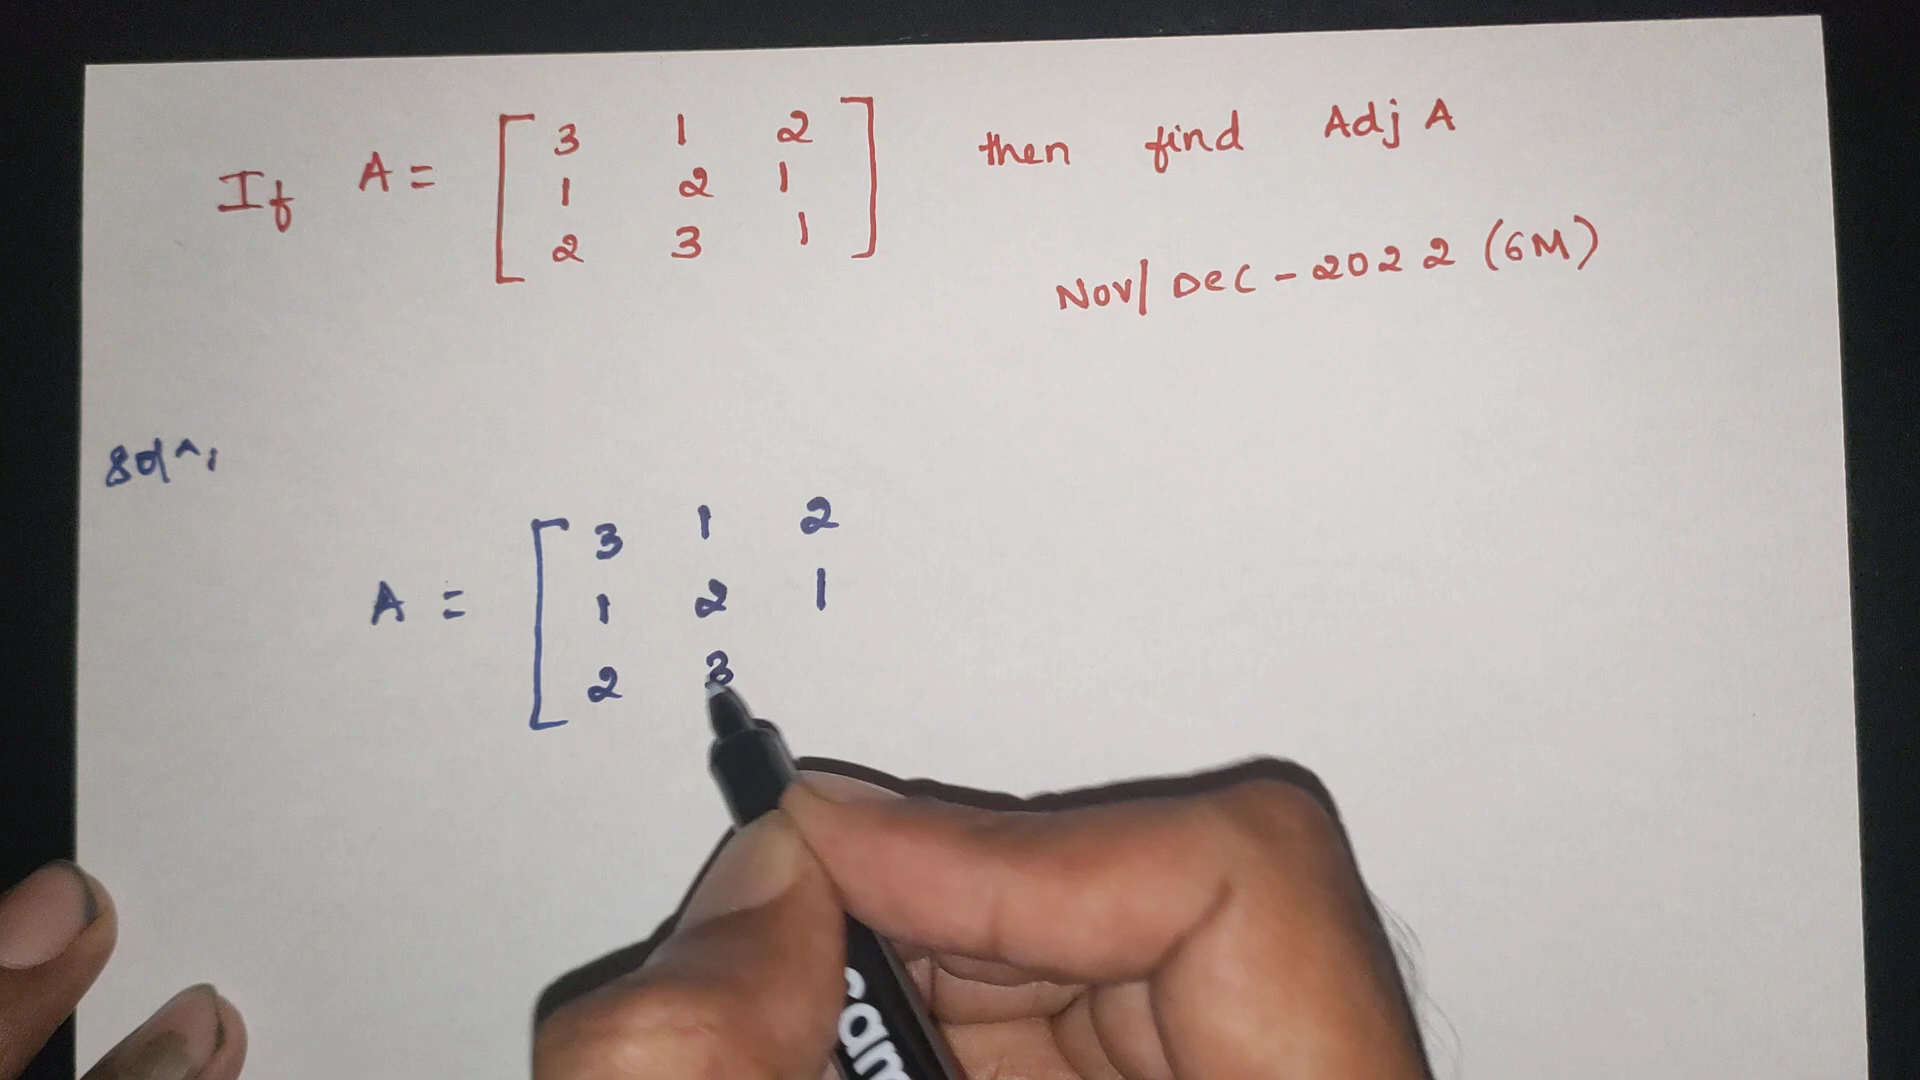 If A = [ 3 1 2 ] then find Adj A
1 2 1
2 3 1
Nov/ Dec - 2022 (6M)
Sol^:
A = [ 3 1 2
1 2 1
2 3
cam